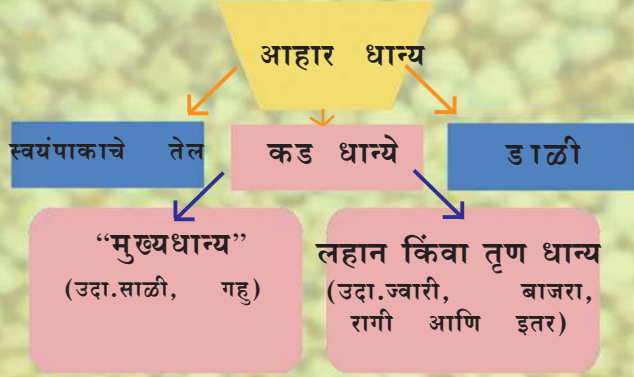 आहार धान्य
स्वयंपाकाचे तेल
कड धान्ये
डाळी
“मुख्यधान्य”
(उदा.साळी, गहु)
लहान किंवा तृण धान्य
(उदा.ज्वारी, बाजरा,
रागी आणि इतर)